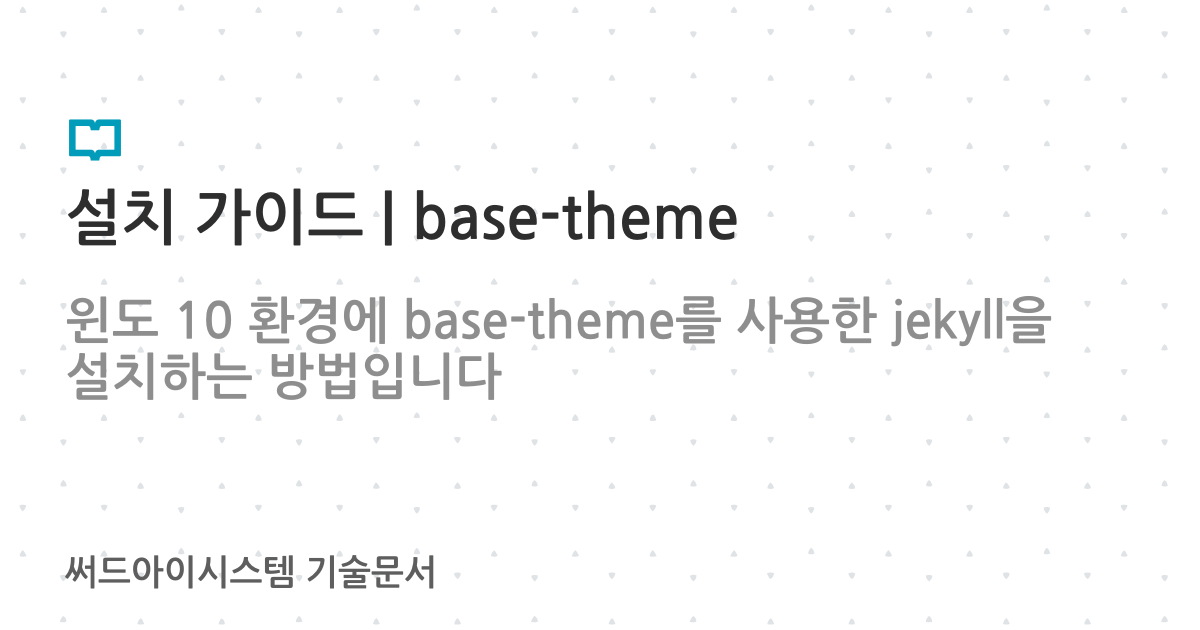 설치 가이드 | base-theme
윈도 10 환경에 base-theme를 사용한 jekyll을
설치하는 방법입니다
써드아이시스템 기술문서